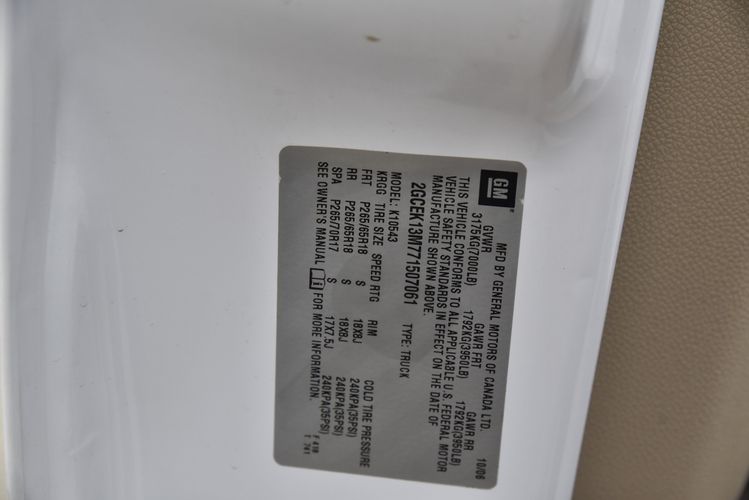 GM
MFD BY GENERAL MOTORS OF CANADA LTD.
10/06
GVWR GAWR FRT GAWR RR
3175KG(7000LB) 1792KG(3950LB) 1792KG(3950LB)
THIS VEHICLE CONFORMS TO ALL APPLICABLE U.S. FEDERAL MOTOR
VEHICLE SAFETY STANDARDS IN EFFECT ON THE DATE OF
MANUFACTURE SHOWN ABOVE.
2GCEK13M771507061 TYPE: TRUCK
MODEL: K10543
KRGG TIRE SIZE SPEED RTG RIM COLD TIRE PRESSURE
FRT P265/65R18 S 18X8J 240KPA(35PSI)
RR P265/65R18 S 18X8J 240KPA(35PSI)
SPA P265/70R17 S 17X7.5J 240KPA(35PSI)
SEE OWNER'S MANUAL FOR MORE INFORMATION.
F 419
T 741